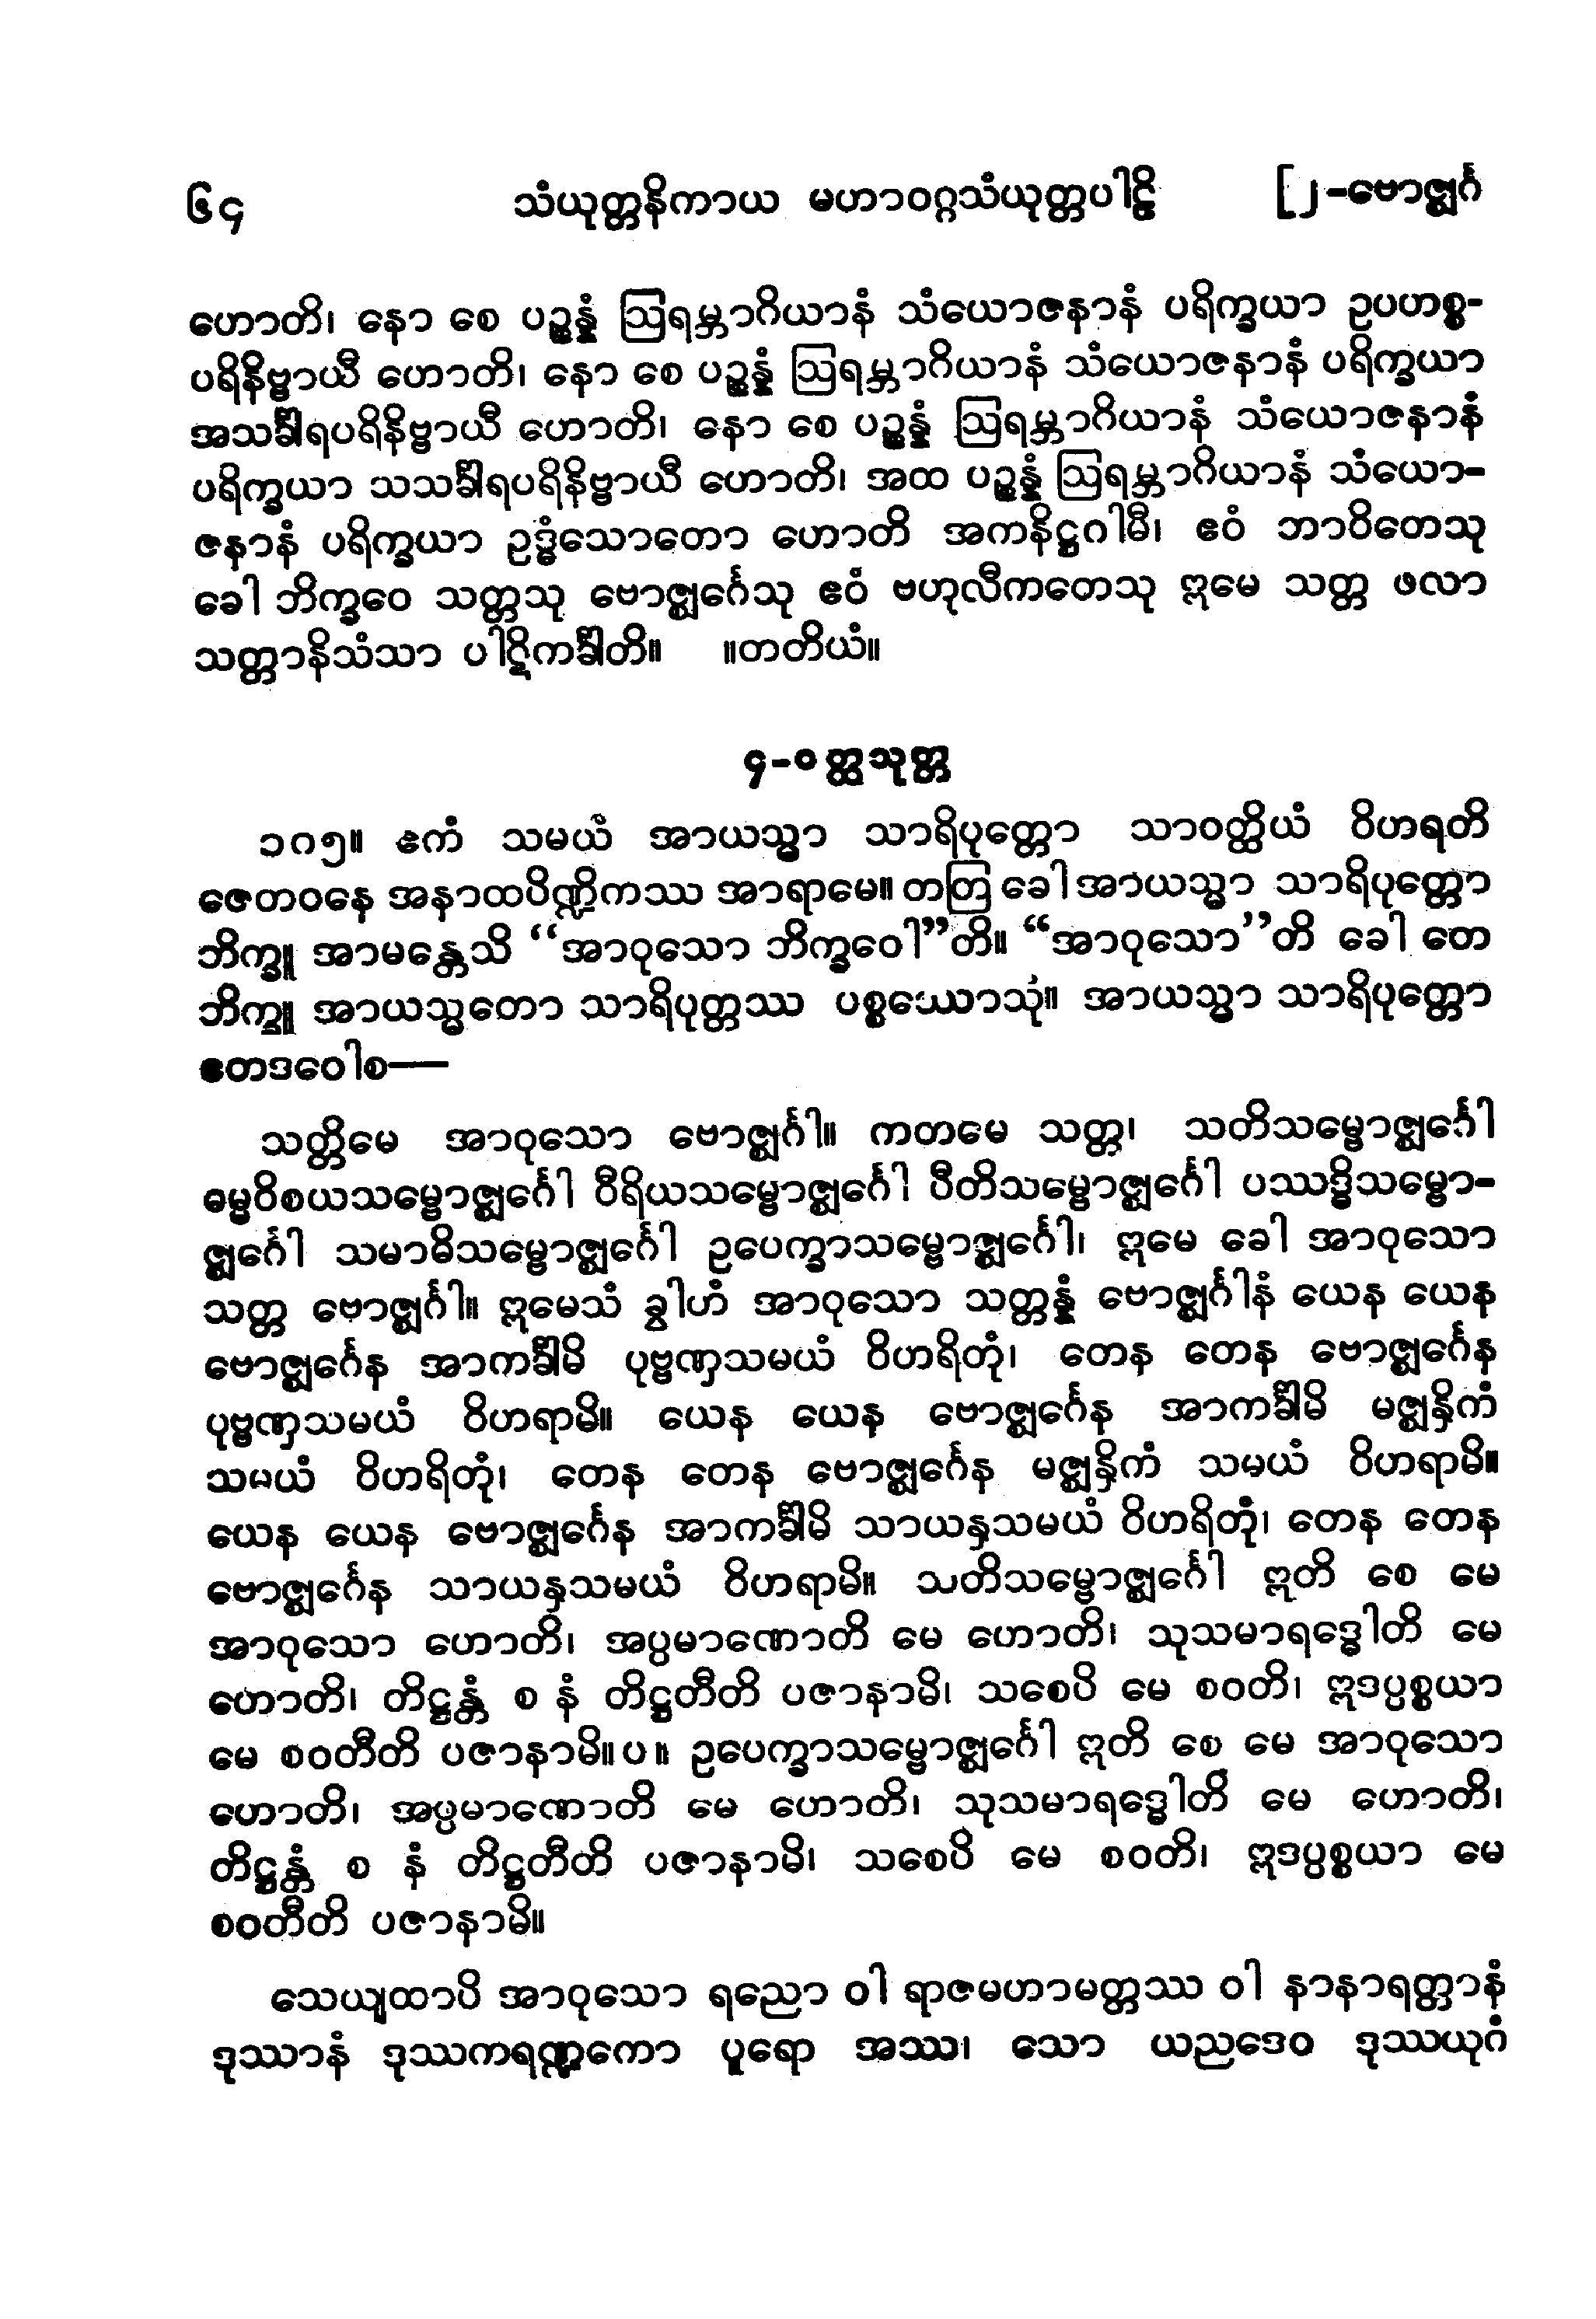 ၆၄ သံယုတ္တနိကာယ မဟာဝဂ္ဂသံယုတ္တပါဠိ [၂-ဗောဇ္ဈင်္ဂ
ဟောတိ၊ နော စေ ပဉ္စန္နံ ဩရမ္ဘာဂိယာနံ သံယောဇနာနံ ပရိက္ခယာ ဥပဟစ္စ-
ပရိနိဗ္ဗာယီ ဟောတိ၊ နော စေ ပဉ္စန္နံ ဩရမ္ဘာဂိယာနံ သံယောဇနာနံ ပရိက္ခယာ
အသင်္ခါရပရိနိဗ္ဗာယီ ဟောတိ၊ နော စေ ပဉ္စန္နံ ဩရမ္ဘာဂိယာနံ သံယောဇနာနံ
ပရိက္ခယာ သသင်္ခါရပရိနိဗ္ဗာယီ ဟောတိ၊ အထ ပဉ္စန္နံ ဩရမ္ဘာဂိယာနံ သံယော-
ဇနာနံ ပရိက္ခယာ ဥဒ္ဓံသောတော ဟောတိ အကနိဋ္ဌဂါမီ၊ ဧဝံ ဘာဝိတေသု
ခေါ ဘိက္ခဝေ သတ္တသု ဗောဇ္ဈင်္ဂေသု ဧဝံ ဗဟုလီကတေသု ဣမေ သတ္တ ဖလာ
သတ္တာနိသံသာ ပါဋိကင်္ခါတိ။ ။တတိယံ။
၄-ဝတ္ထသုတ္တ
၁၈၅။ ဧကံ သမယံ အာယသ္မာ သာရိပုတ္တော သာဝတ္ထိယံ ဝိဟရတိ
ဇေတဝနေ အနာထပိဏ္ဍိကဿ အာရာမေ။ တတြ ခေါ အာယသ္မာ သာရိပုတ္တော
ဘိက္ခူ အာမန္တေသိ “အာဝုသော ဘိက္ခဝေါ”တိ။ “အာဝုသော”တိ ခေါ တေ
ဘိက္ခူ အာယသ္မတော သာရိပုတ္တဿ ပစ္စဿောသုံ။ အာယသ္မာ သာရိပုတ္တော
ဧတဒဝေါစ—
သတ္တိမေ အာဝုသော ဗောဇ္ဈင်္ဂါ။ ကတမေ သတ္တ၊ သတိသမ္ဗောဇ္ဈင်္ဂေါ
ဓမ္မဝိစယသမ္ဗောဇ္ဈင်္ဂေါ ဝီရိယသမ္ဗောဇ္ဈင်္ဂေါ ပီတိသမ္ဗောဇ္ဈင်္ဂေါ ပဿဒ္ဓိသမ္ဗော-
ဇ္ဈင်္ဂေါ သမာဓိသမ္ဗောဇ္ဈင်္ဂေါ ဥပေက္ခာသမ္ဗောဇ္ဈင်္ဂေါ၊ ဣမေ ခေါ အာဝုသော
သတ္တ ဗောဇ္ဈင်္ဂါ။ ဣမေသံ ခွါဟံ အာဝုသော သတ္တန္နံ ဗောဇ္ဈင်္ဂါနံ ယေန ယေန
ဗောဇ္ဈင်္ဂေန အာကင်္ခါမိ ပုဗ္ဗဏှသမယံ ဝိဟရိတုံ၊ တေန တေန ဗောဇ္ဈင်္ဂေန
ပုဗ္ဗဏှသမယံ ဝိဟရာမိ။ ယေန ယေန ဗောဇ္ဈင်္ဂေန အာကင်္ခါမိ မဇ္ဈနှိကံ
သမယံ ဝိဟရိတုံ၊ တေန တေန ဗောဇ္ဈင်္ဂေန မဇ္ဈနှိကံ သမယံ ဝိဟရာမိ။
ယေန ယေန ဗောဇ္ဈင်္ဂေန အာကင်္ခါမိ သာယနှသမယံ ဝိဟရိတုံ၊ တေန တေန
ဗောဇ္ဈင်္ဂေန သာယနှသမယံ ဝိဟရာမိ။ သတိသမ္ဗောဇ္ဈင်္ဂေါ ဣတိ စေ မေ
အာဝုသော ဟောတိ၊ အပ္ပမာဏောတိ မေ ဟောတိ၊ သုသမာရဒ္ဓေါတိ မေ
ဟောတိ၊ တိဋ္ဌန္တံ စ နံ တိဋ္ဌတီတိ ပဇာနာမိ၊ သစေပိ မေ စဝတိ၊ ဣဒပ္ပစ္စယာ
မေ စဝတီတိ ပဇာနာမိ။ပ။ ဥပေက္ခာသမ္ဗောဇ္ဈင်္ဂေါ ဣတိ စေ မေ အာဝုသော
ဟောတိ၊ အပ္ပမာဏောတိ မေ ဟောတိ၊ သုသမာရဒ္ဓေါတိ မေ ဟောတိ၊
တိဋ္ဌန္တံ စ နံ တိဋ္ဌတီတိ ပဇာနာမိ၊ သစေပိ မေ စဝတိ၊ ဣဒပ္ပစ္စယာ မေ
စဝတီတိ ပဇာနာမိ။
သေယျထာပိ အာဝုသော ရညော ဝါ ရာဇမဟာမတ္တဿ ဝါ နာနာရတ္တာနံ
ဒုဿာနံ ဒုဿကရဏ္ဍကော ပူရော အဿ၊ သော ယညဒေဝ ဒုဿယုဂံ